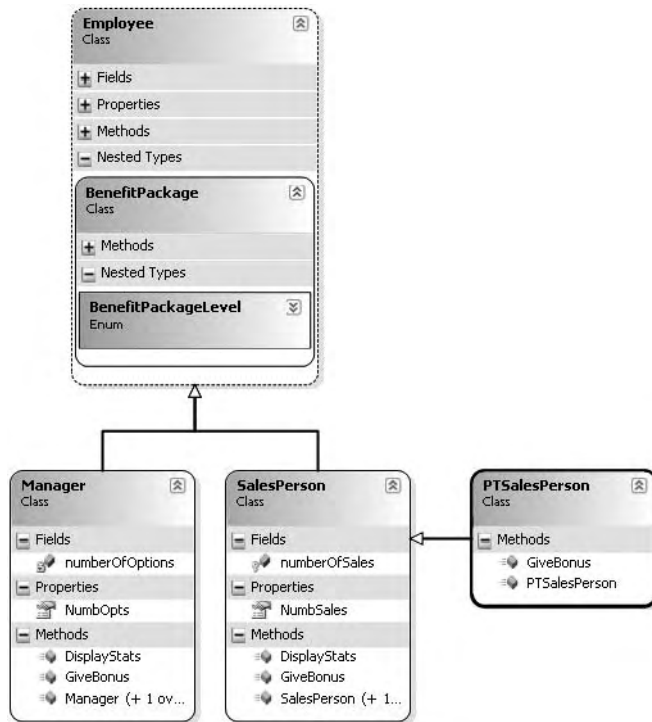 Employee
Class
Fields
Properties
Methods
Nested Types
BenefitPackage
Class
Methods
Nested Types
BenefitPackageLevel
Enum
Manager
Class
Fields
numberOfOptions
Properties
NumbOpts
Methods
DisplayStats
GiveBonus
Manager (+ 1 ov...
SalesPerson
Class
Fields
numberOfSales
Properties
NumbSales
Methods
DisplayStats
GiveBonus
SalesPerson (+ 1...
PTSalesPerson
Class
Methods
GiveBonus
PTSalesPerson